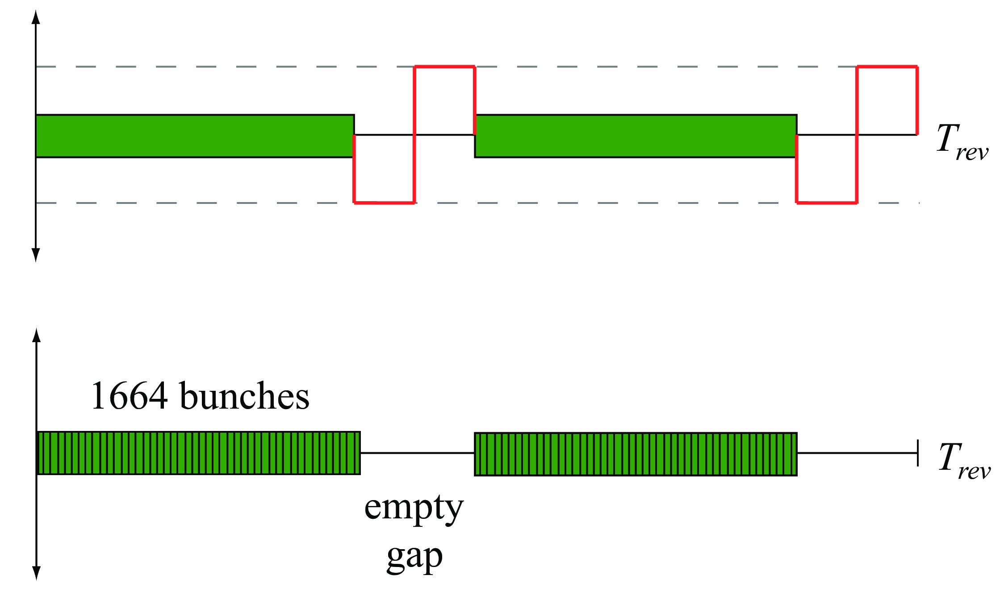 T_rev
1664 bunches
T_rev
empty
gap